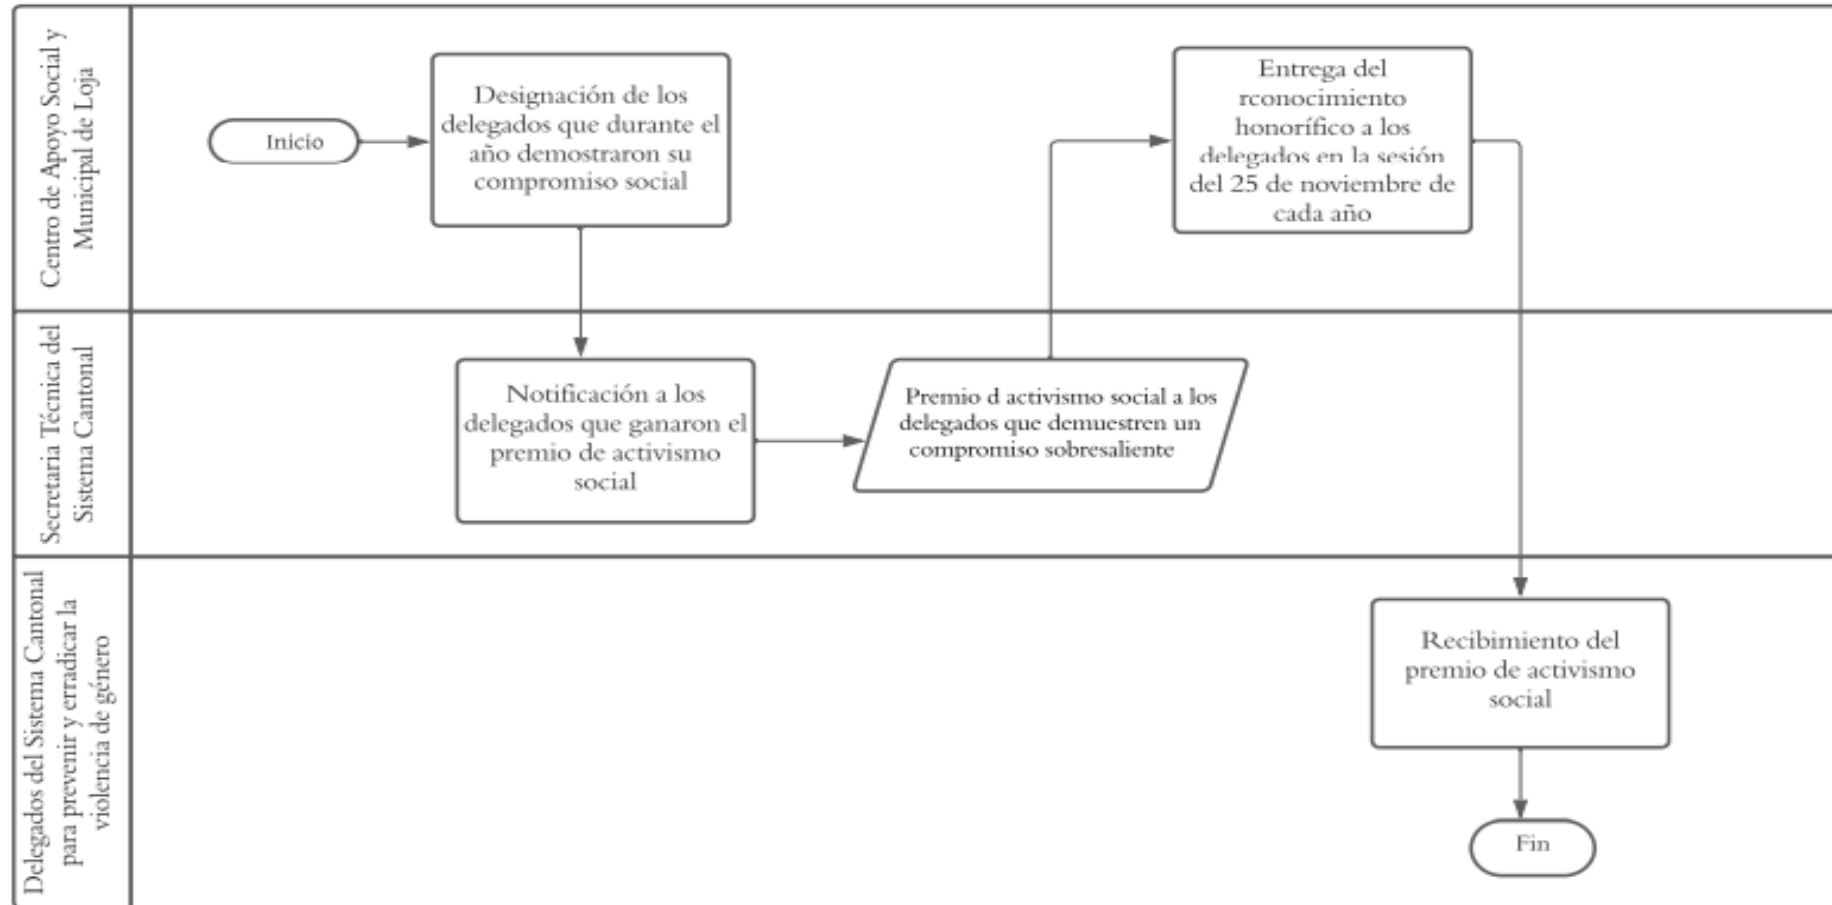 Centro de Apoyo Social y
Municipal de Loja
Inicio
Designación de los
delegados que durante el
año demostraron su
compromiso social
Entrega del
rconocimiento
honorífico a los
delegados en la sesión
del 25 de noviembre de
cada año
Secretaria Técnica del
Sistema Cantonal
Notificación a los
delegados que ganaron el
premio de activismo
social
Premio d activismo social a los
delegados que demuestren un
compromiso sobresaliente
Delegados del Sistema Cantonal
para prevenir y erradicar la
violencia de género
Recibimiento del
premio de activismo
social
Fin